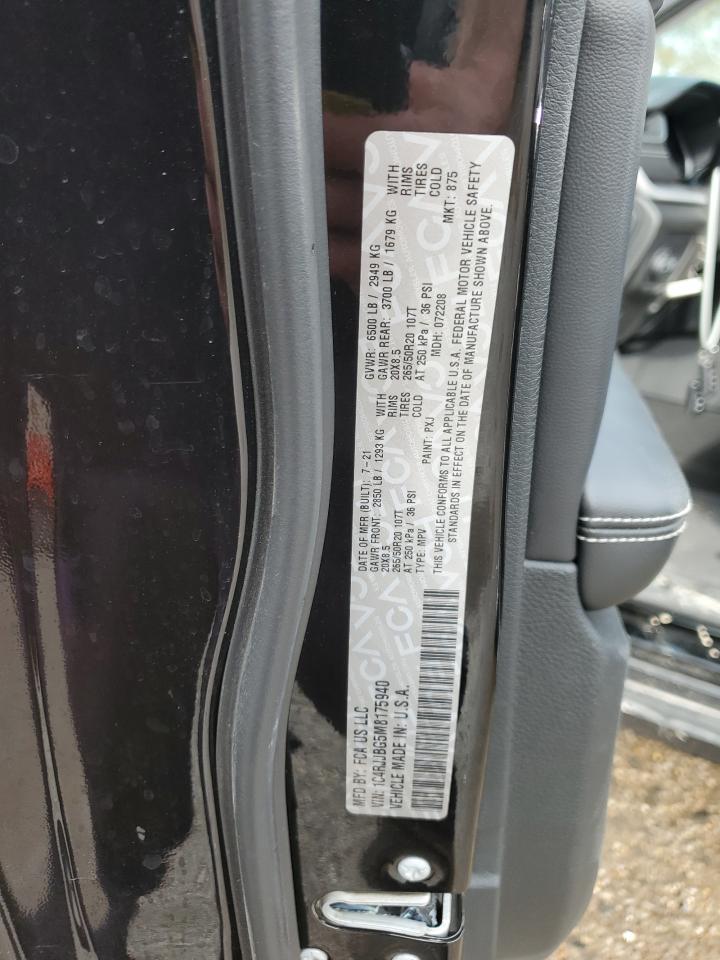 MFD BY: FCA US LLC
DATE OF MFR (BUILT): 7-21
GVWR: 6500 LB / 2949 KG
GAWR FRONT: 2850 LB / 1293 KG WITH
GAWR REAR: 3700 LB / 1679 KG WITH
20X8.5 RIMS
20X8.5 RIMS
265/50R20 107T TIRES
265/50R20 107T TIRES
AT 250 kPa / 36 PSI COLD
AT 250 kPa / 36 PSI COLD
VIN: 1C4RJJBG5M8175940
TYPE: MPV PAINT: PXJ MDH: 072208 MKT: 875
VEHICLE MADE IN: U.S.A.
THIS VEHICLE CONFORMS TO ALL APPLICABLE U.S.A. FEDERAL MOTOR VEHICLE SAFETY
STANDARDS IN EFFECT ON THE DATE OF MANUFACTURE SHOWN ABOVE.